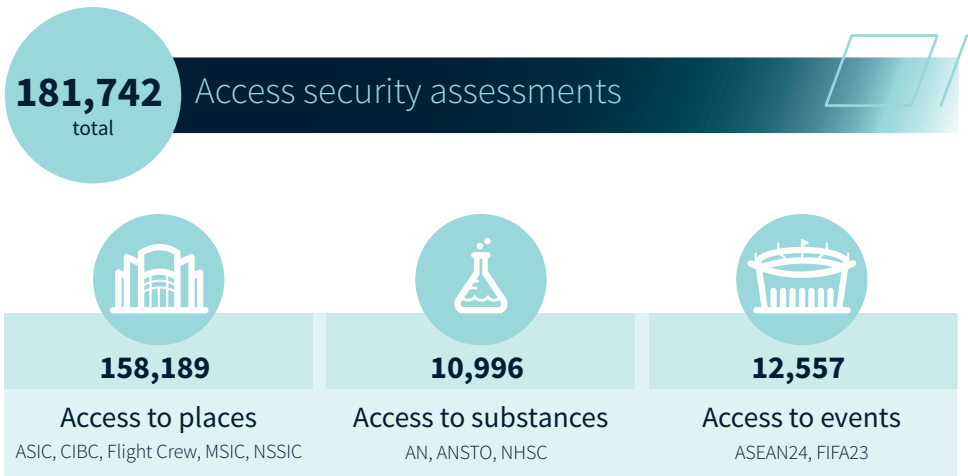 181,742
total
Access security assessments
158,189
Access to places
ASIC, CIBC, Flight Crew, MSIC, NSSIC
10,996
Access to substances
AN, ANSTO, NHSC
12,557
Access to events
ASEAN24, FIFA23